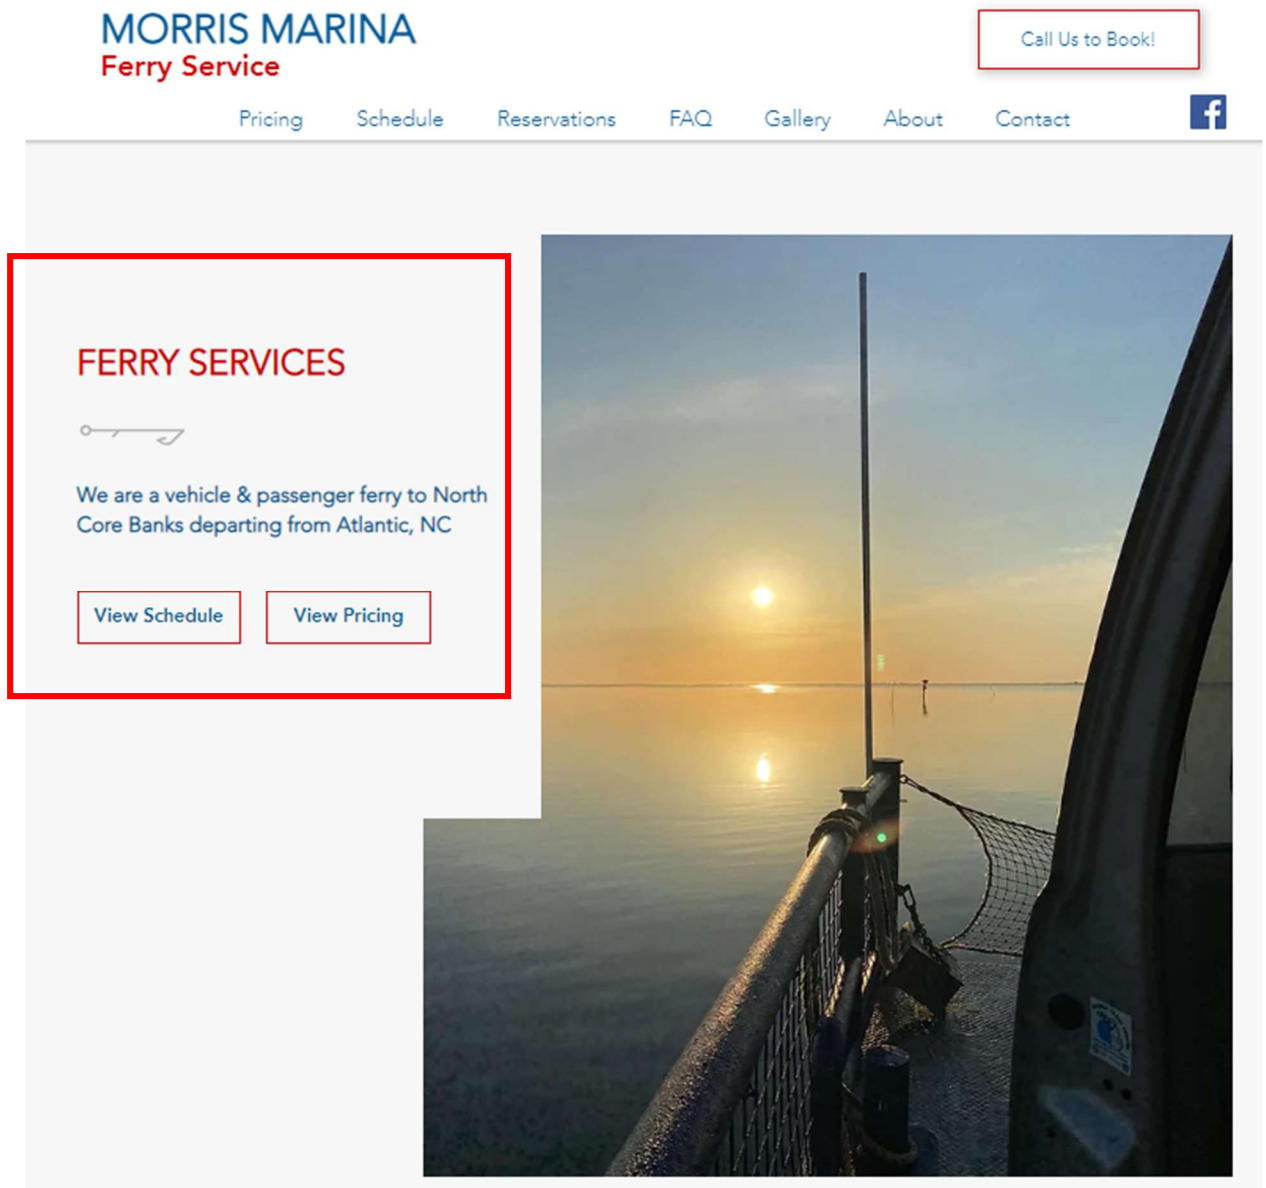 MORRIS MARINA
Ferry Service
Call Us to Book!
Pricing Schedule Reservations FAQ Gallery About Contact
f
FERRY SERVICES
We are a vehicle & passenger ferry to North
Core Banks departing from Atlantic, NC
View Schedule View Pricing